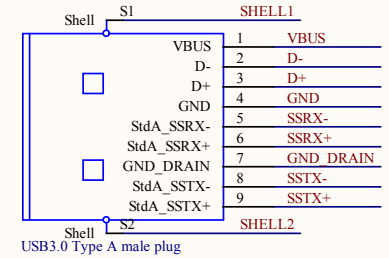 Shell S1 SHELL1
VBUS 1 VBUS
D- 2 D-
D+ 3 D+
GND 4 GND
StdA_SSRX- 5 SSRX-
StdA_SSRX+ 6 SSRX+
GND_DRAIN 7 GND_DRAIN
StdA_SSTX- 8 SSTX-
StdA_SSTX+ 9 SSTX+
Shell S2 SHELL2
USB3.0 Type A male plug